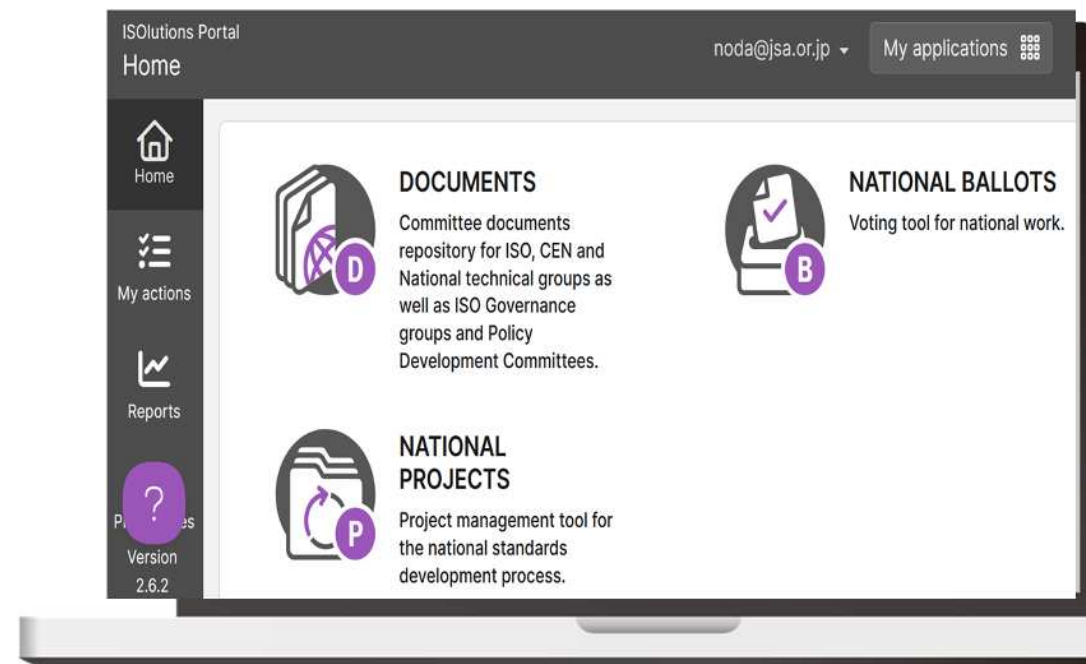 ISOlutions Portal
Home
noda@jsa.or.jp
My applications
Home
My actions
Reports
?
Version
2.6.2
DOCUMENTS
Committee documents
repository for ISO, CEN and
National technical groups as
well as ISO Governance
groups and Policy
Development Committees.
D
NATIONAL BALLOTS
Voting tool for national work.
B
NATIONAL
PROJECTS
Project management tool for
the national standards
development process.
P